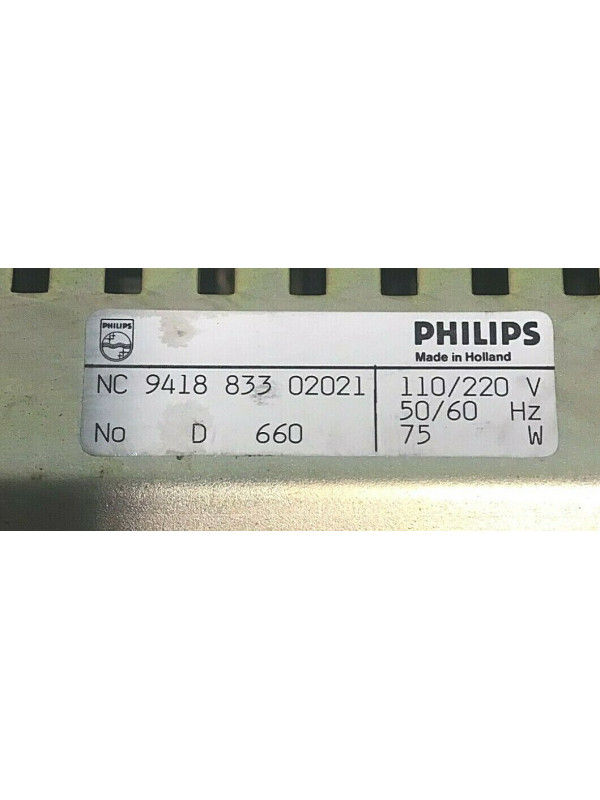 PHILIPS
PHILIPS
Made in Holland
NC 9418 833 02021
110/220 V
50/60 Hz
No D 660
75 W